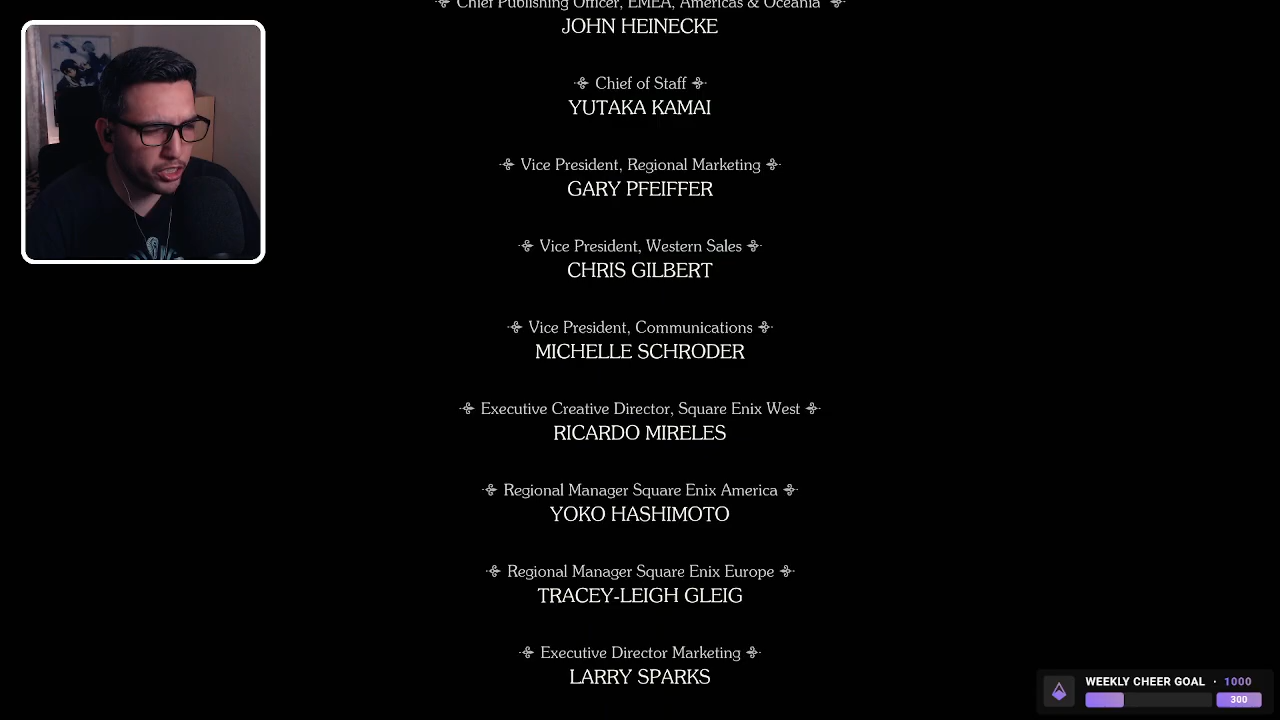 Chief Publishing Officer, EMEA, Americas & Oceania
JOHN HEINECKE
Chief of Staff
YUTAKA KAMAI
Vice President, Regional Marketing
GARY PFEIFFER
Vice President, Western Sales
CHRIS GILBERT
Vice President, Communications
MICHELLE SCHRODER
Executive Creative Director, Square Enix West
RICARDO MIRELES
Regional Manager Square Enix America
YOKO HASHIMOTO
Regional Manager Square Enix Europe
TRACEY-LEIGH GLEIG
Executive Director Marketing
LARRY SPARKS
WEEKLY CHEER GOAL · 1000
300